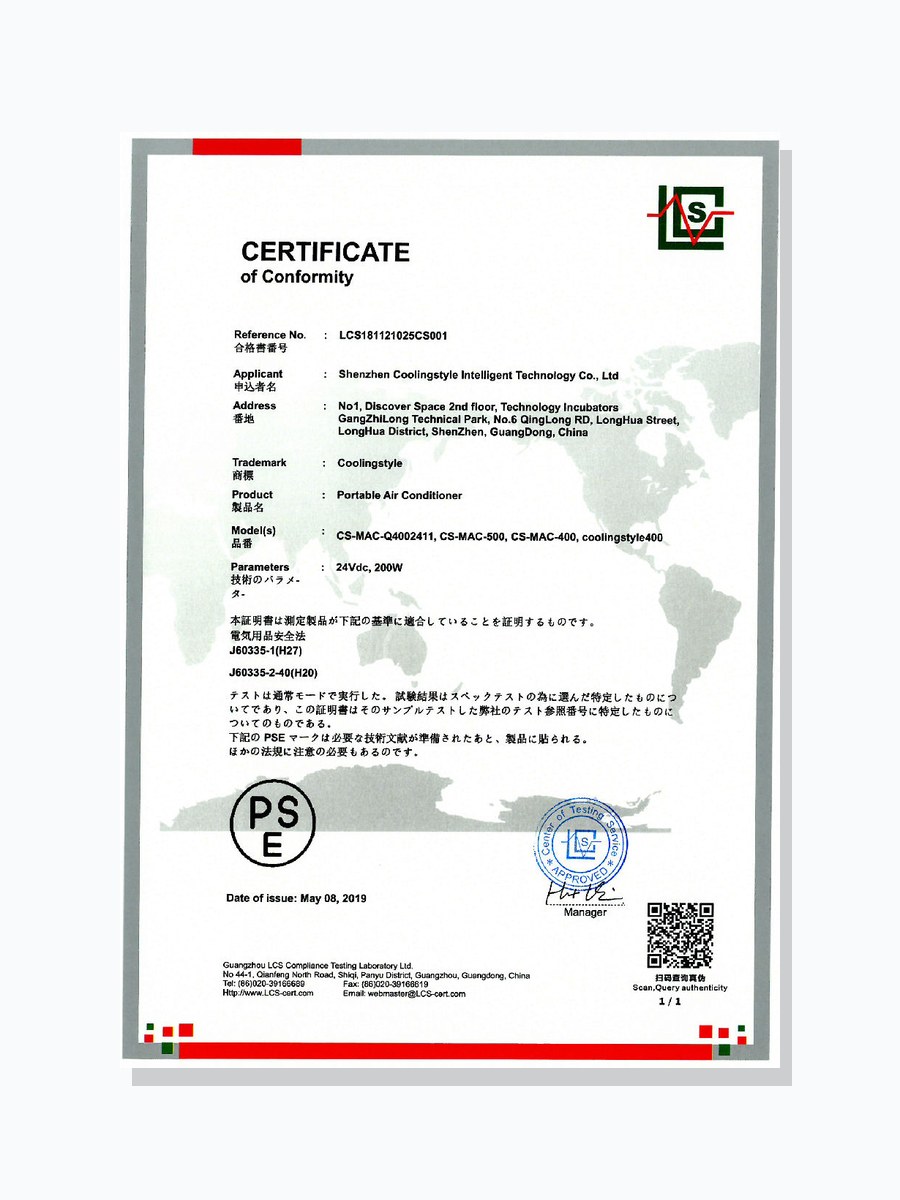 LCS
CERTIFICATE
of Conformity
Reference No. : LCS181121025CS001
合格書番号
Applicant : Shenzhen Coolingstyle Intelligent Technology Co., Ltd
申込者名
Address : No1, Discover Space 2nd floor, Technology Incubators
番地 GangZhiLong Technical Park, No.6 QingLong RD, LongHua Street,
LongHua District, ShenZhen, GuangDong, China
Trademark : Coolingstyle
商標
Product : Portable Air Conditioner
製品名
Model(s) : CS-MAC-Q4002411, CS-MAC-500, CS-MAC-400, coolingstyle400
品番
Parameters : 24Vdc, 200W
技術のパラメ-
タ-
本証明書は測定製品が下記の基準に適合していることを証明するものです。
電気用品安全法
J60335-1(H27)
J60335-2-40(H20)
テストは通常モードで実行した。 試験結果はスペックテストの為に選んだ特定したものにつ
いてであり、この証明書はそのサンプルテストした弊社のテスト参照番号に特定したものに
ついてのものである。
下記の PSE マークは必要な技術文献が準備されたあと、製品に貼られる。
ほかの法規に注意の必要もあるのです。
PS
E
Center of Testing Service
LCS
* APPROVED *
Date of issue: May 08, 2019
Manager
Guangzhou LCS Compliance Testing Laboratory Ltd.
No 44-1, Qianfeng North Road, Shiqi, Panyu District, Guangzhou, Guangdong, China
Tel: (86)020-39166689 Fax: (86)020-39166619
Http://www.LCS-cert.com Email: webmaster@LCS-cert.com
扫码查询真伪
Scan,Query authenticity
1 / 1